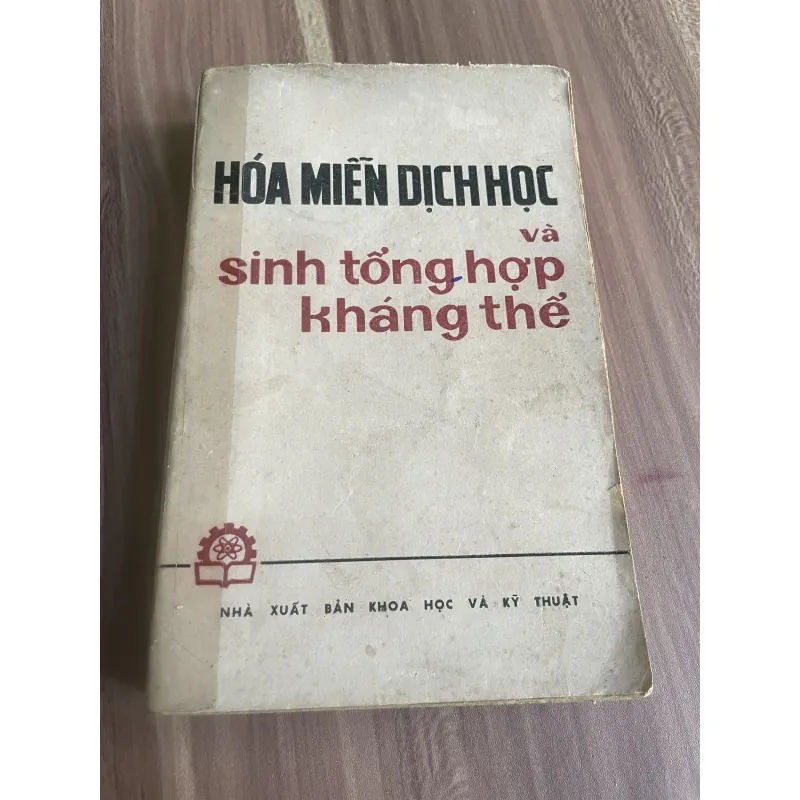 HÓA MIỄN DỊCH HỌC
và
sinh tổng hợp
kháng thể
NHÀ XUẤT BẢN KHOA HỌC VÀ KỸ THUẬT